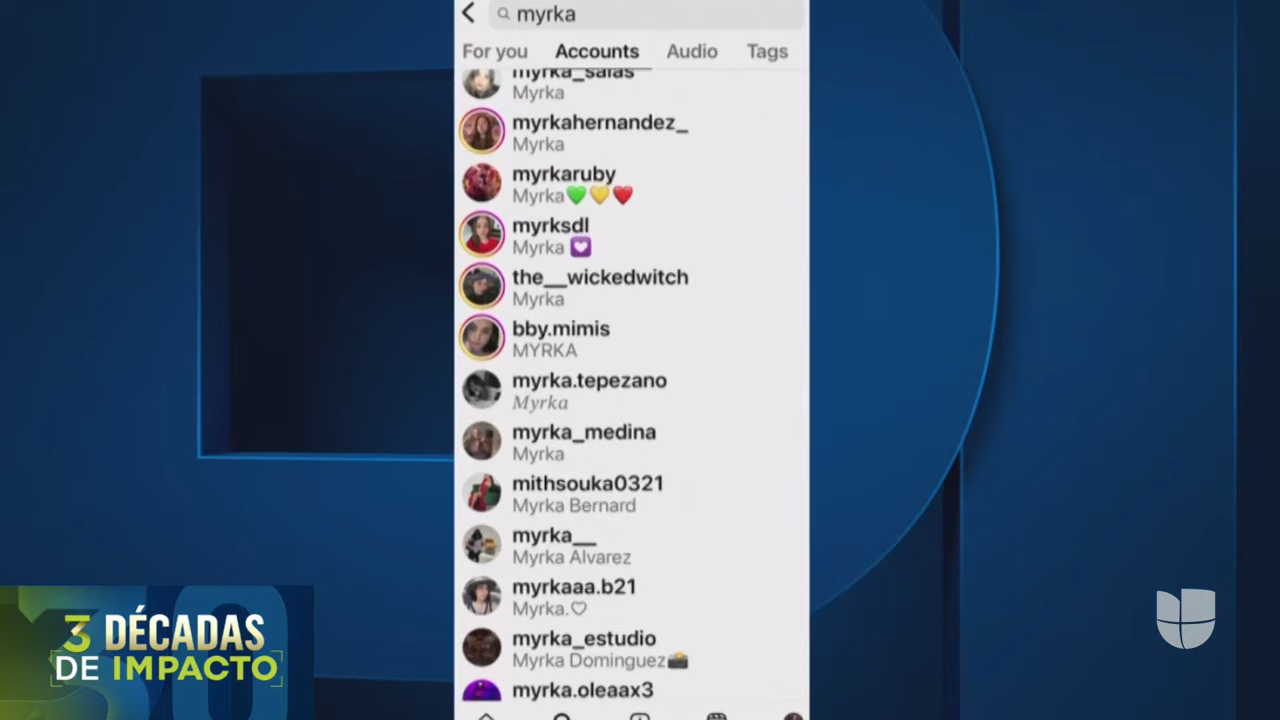 myrka
For you Accounts Audio Tags
myrka_salas
Myrka
myrkahernandez_
Myrka
myrkaruby
Myrka💚💛❤️
myrksdl
Myrka 💟
the__wickedwitch
Myrka
bby.mimis
MYRKA
myrka.tepezano
Myrka
myrka_medina
Myrka
mithsouka0321
Myrka Bernard
myrka__
Myrka Alvarez
myrkaaa.b21
Myrka.♡
myrka_estudio
Myrka Dominguez📸
myrka.oleaax3
30
3 DÉCADAS
DE IMPACTO